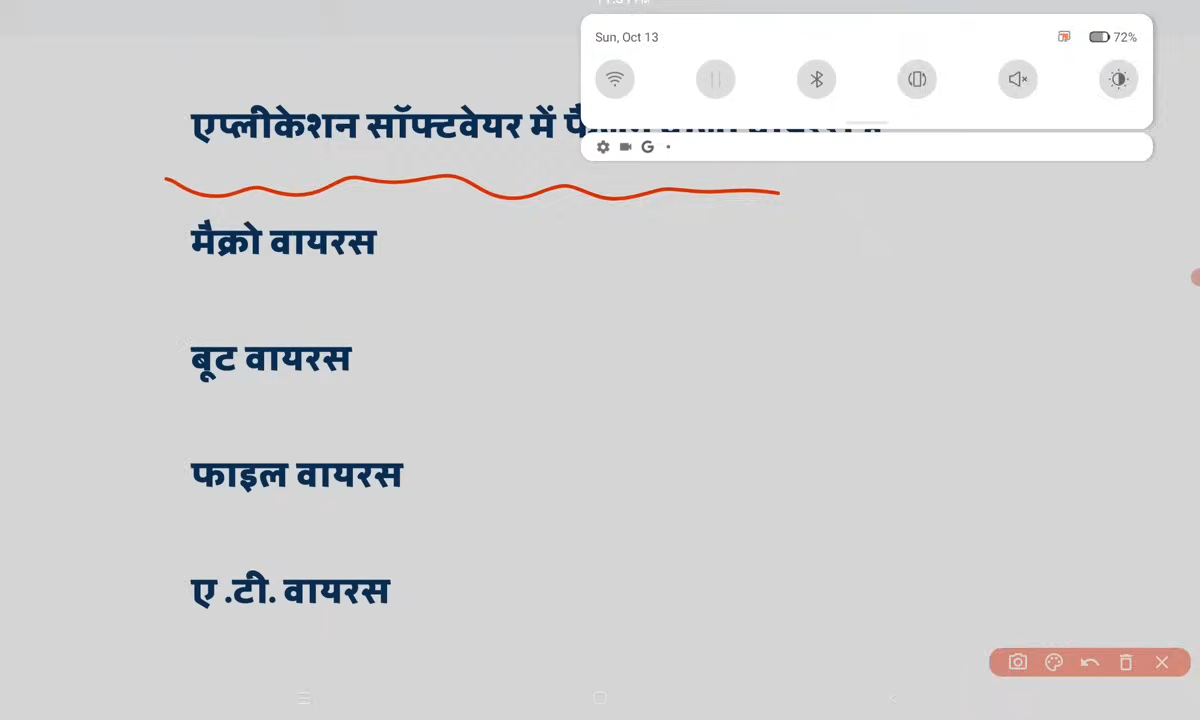 Sun, Oct 13
72%
एप्लीकेशन सॉफ्टवेयर में
मैक्रो वायरस
बूट वायरस
फाइल वायरस
ए .टी. वायरस